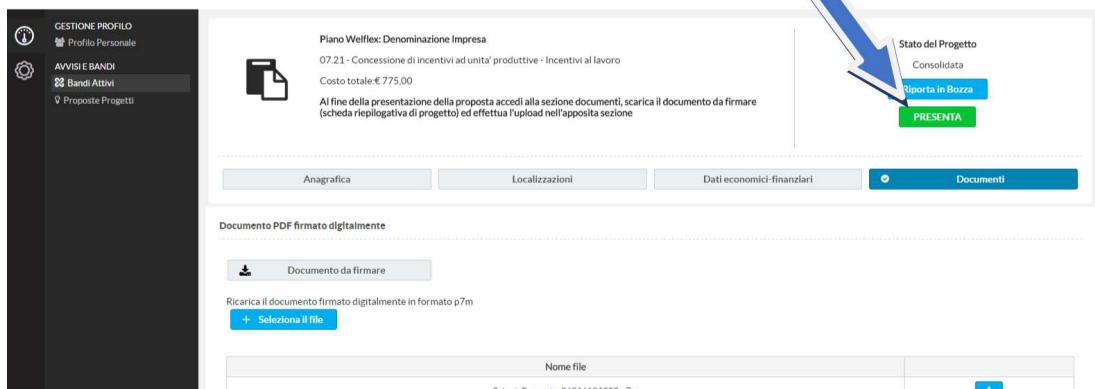 GESTIONE PROFILO
Profilo Personale
AVVISI E BANDI
Bandi Attivi
Proposte Progetti
Piano Welflex: Denominazione Impresa
07.21 - Concessione di incentivi ad unita' produttive - Incentivi al lavoro
Costo totale:€ 775,00
Al fine della presentazione della proposta accedi alla sezione documenti, scarica il documento da firmare
(scheda riepilogativa di progetto) ed effettua l'upload nell'apposita sezione
Stato del Progetto
Consolidata
Riporta in Bozza
PRESENTA
Anagrafica
Localizzazioni
Dati economici-finanziari
Documenti
Documento PDF firmato digitalmente
Documento da firmare
Ricarica il documento firmato digitalmente in formato p7m
+ Seleziona il file
Nome file